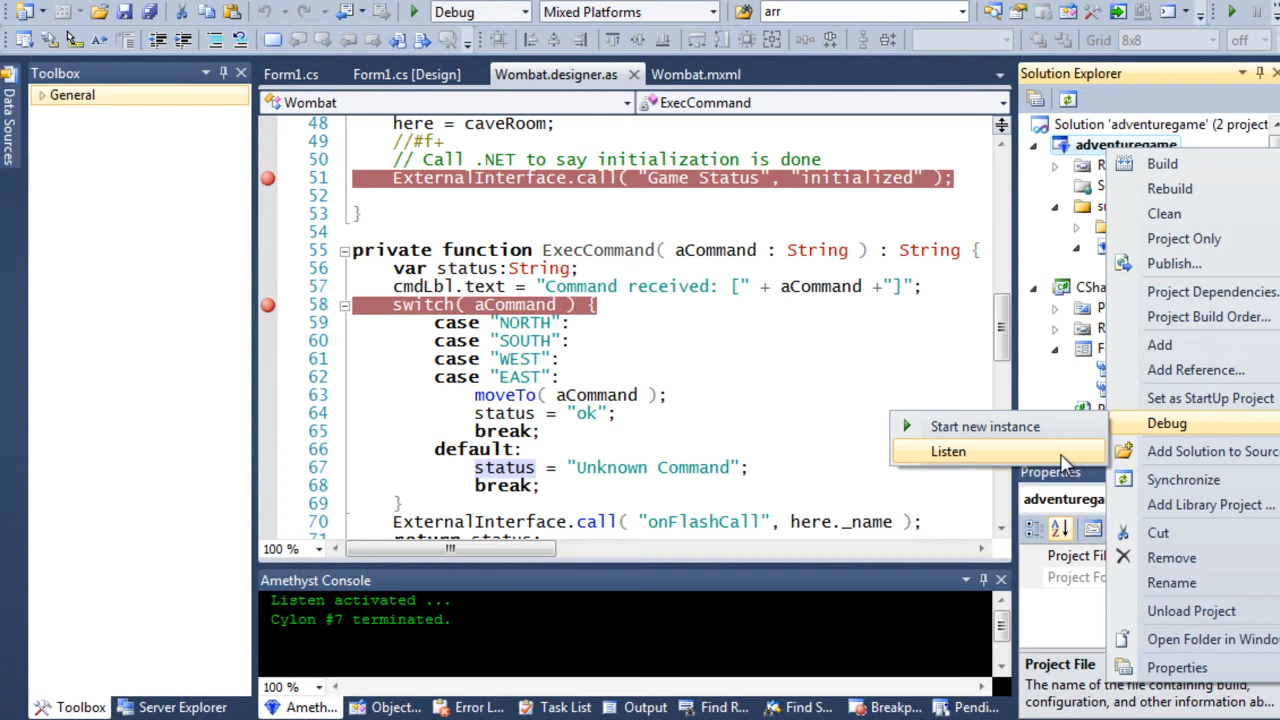 Debug
Mixed Platforms
arr
Grid
8x8
off
Data Sources
Toolbox
General
Form1.cs
Form1.cs [Design]
Wombat.designer.as
Wombat.mxml
Wombat
ExecCommand
48 here = caveRoom;
49 //#f+
50 // Call .NET to say initialization is done
51 ExternalInterface.call( "Game Status", "initialized" );
52
53 }
54
55 private function ExecCommand( aCommand : String ) : String {
56 var status:String;
57 cmdLbl.text = "Command received: [" + aCommand +"]";
58 switch( aCommand ) {
59 case "NORTH":
60 case "SOUTH":
61 case "WEST":
62 case "EAST":
63 moveTo( aCommand );
64 status = "ok";
65 break;
66 default:
67 status = "Unknown Command";
68 break;
69 }
70 ExternalInterface.call( "onFlashCall", here._name );
100 %
Amethyst Console
Listen activated ...
Cylon #7 terminated.
100 %
Toolbox
Server Explorer
Ameth...
Object...
Error L...
Task List
Output
Find R...
Find S...
Breakp...
Pendi...
Solution Explorer
Solution 'adventuregame' (2 project
adventuregame
CSha
Build
Rebuild
Clean
Project Only
Publish...
Project Dependencies.
Project Build Order...
Add
Add Reference...
Set as StartUp Project
Debug
Add Solution to Sourc
Synchronize
Add Library Project ...
Cut
Remove
Rename
Unload Project
Open Folder in Windo
Properties
Start new instance
Listen
Properties
adventurega
Project Fil
Project Fo
Project File
The name of the file containing build,
configuration, and other information ab..